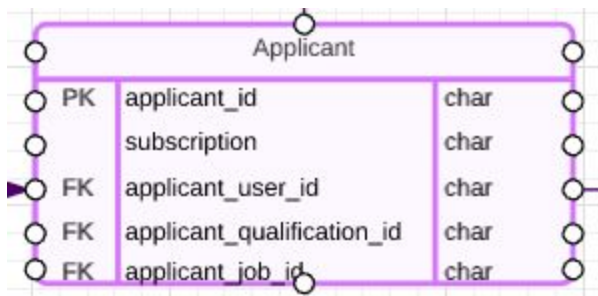 Applicant
PK applicant_id char
subscription char
FK applicant_user_id char
FK applicant_qualification_id char
FK applicant_job_id char